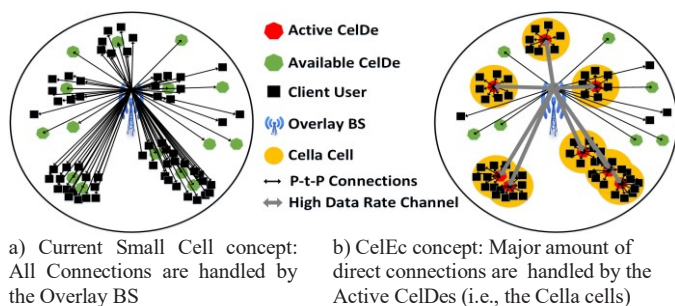 Active CelDe
Available CelDe
Client User
Overlay BS
Cella Cell
P-t-P Connections
High Data Rate Channel
a) Current Small Cell concept:
All Connections are handled by
the Overlay BS
b) CelEc concept: Major amount of
direct connections are handled by the
Active CelDes (i.e., the Cella cells)